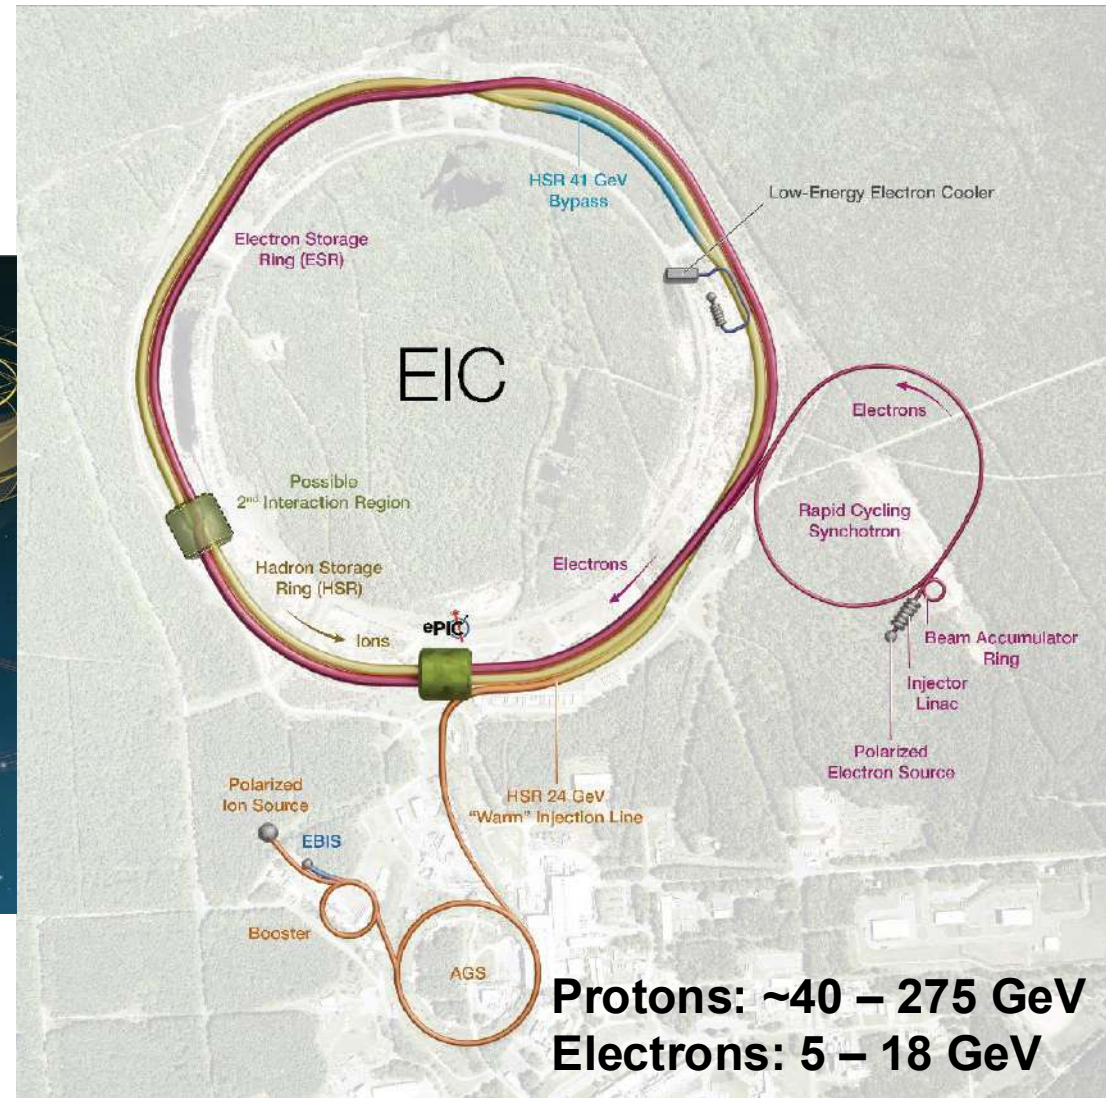 HSR 41 GeV
Bypass
Low-Energy Electron Cooler
Electron Storage
Ring (ESR)
EIC
Electrons
Possible
2nd Interaction Region
Rapid Cycling
Synchotron
Hadron Storage
Ring (HSR)
Electrons
Ions
ePIC
Beam Accumulator
Ring
Injector
Linac
Polarized
Electron Source
Polarized
Ion Source
HSR 24 GeV
"Warm" Injection Line
EBIS
Booster
AGS
Protons: ~40 – 275 GeV
Electrons: 5 – 18 GeV